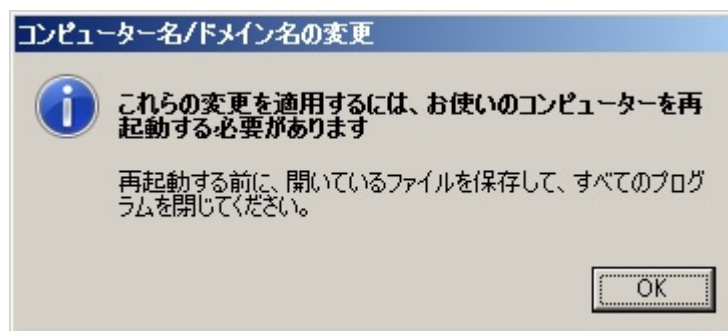 コンピューター名/ドメイン名の変更
これらの変更を適用するには、お使いのコンピューターを再
起動する必要があります
再起動する前に、開いているファイルを保存して、すべてのプログ
ラムを閉じてください。
OK